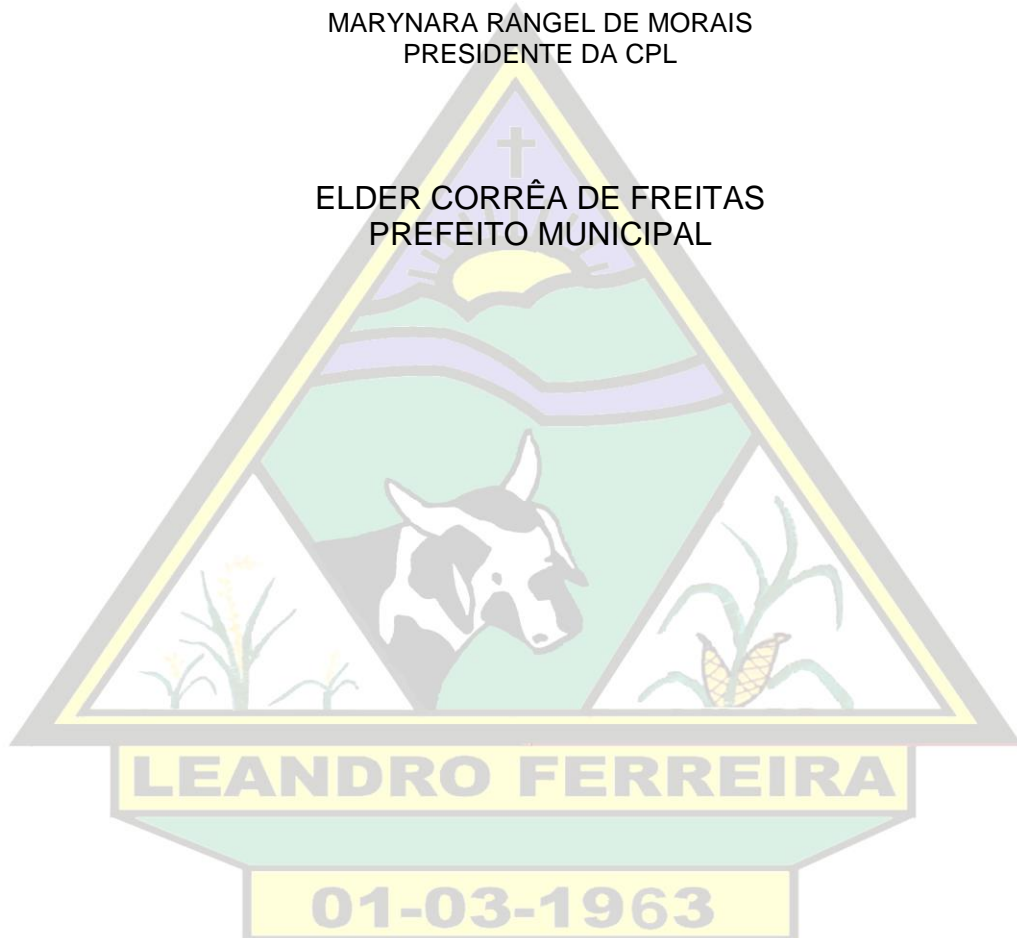 MARYNARA RANGEL DE MORAIS
PRESIDENTE DA CPL
ELDER CORRÊA DE FREITAS
PREFEITO MUNICIPAL
LEANDRO FERREIRA
01-03-1963